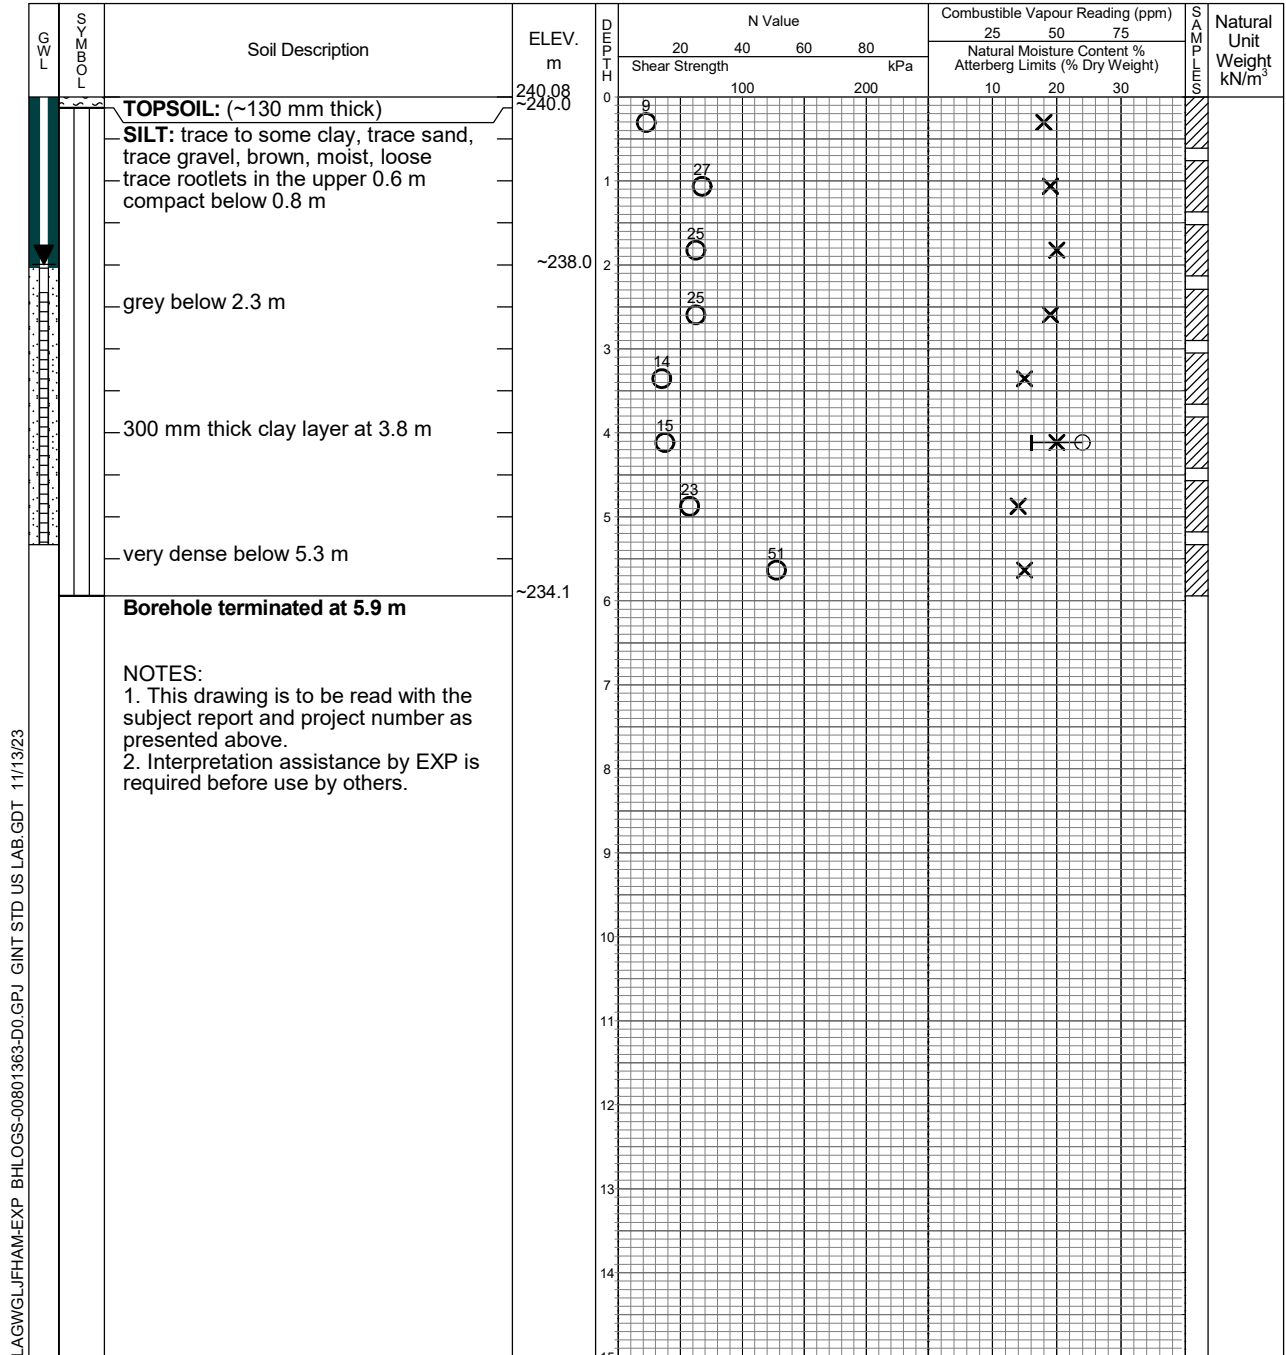 GWL
SYMBOL
Soil Description
ELEV.
m
240.08
DEPTH
N Value
20 40 60 80
Shear Strength kPa
100 200
Combustible Vapour Reading (ppm)
25 50 75
Natural Moisture Content %
Atterberg Limits (% Dry Weight)
10 20 30
SAMPLES
Natural
Unit
Weight
kN/m³
0
TOPSOIL: (~130 mm thick)
~240.0
9
SILT: trace to some clay, trace sand,
trace gravel, brown, moist, loose
trace rootlets in the upper 0.6 m
compact below 0.8 m
27
1
25
~238.0
2
grey below 2.3 m
25
3
14
300 mm thick clay layer at 3.8 m
15
4
23
5
very dense below 5.3 m
51
~234.1
Borehole terminated at 5.9 m
6
NOTES:
1. This drawing is to be read with the
subject report and project number as
presented above.
2. Interpretation assistance by EXP is
required before use by others.
7
8
9
10
11
12
13
14
15
LAGWGLJFHAM-EXP BHLOGS-00801363-D0.GPJ GINT STD US LAB.GDT 11/13/23